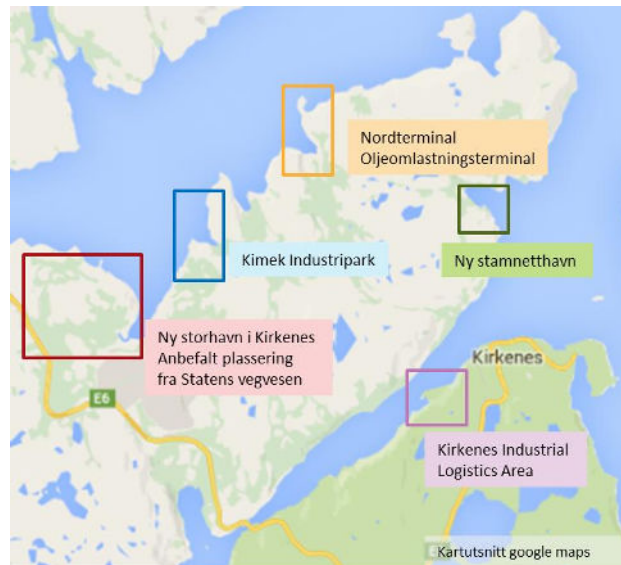 Nordterminal
Oljeomlastningsterminal
Kimek Industripark
Ny stamnetthavn
Ny storhavn i Kirkenes
Anbefalt plassering
fra Statens vegvesen
Kirkenes
E6
Kirkenes Industrial
Logistics Area
Kartutsnitt google maps